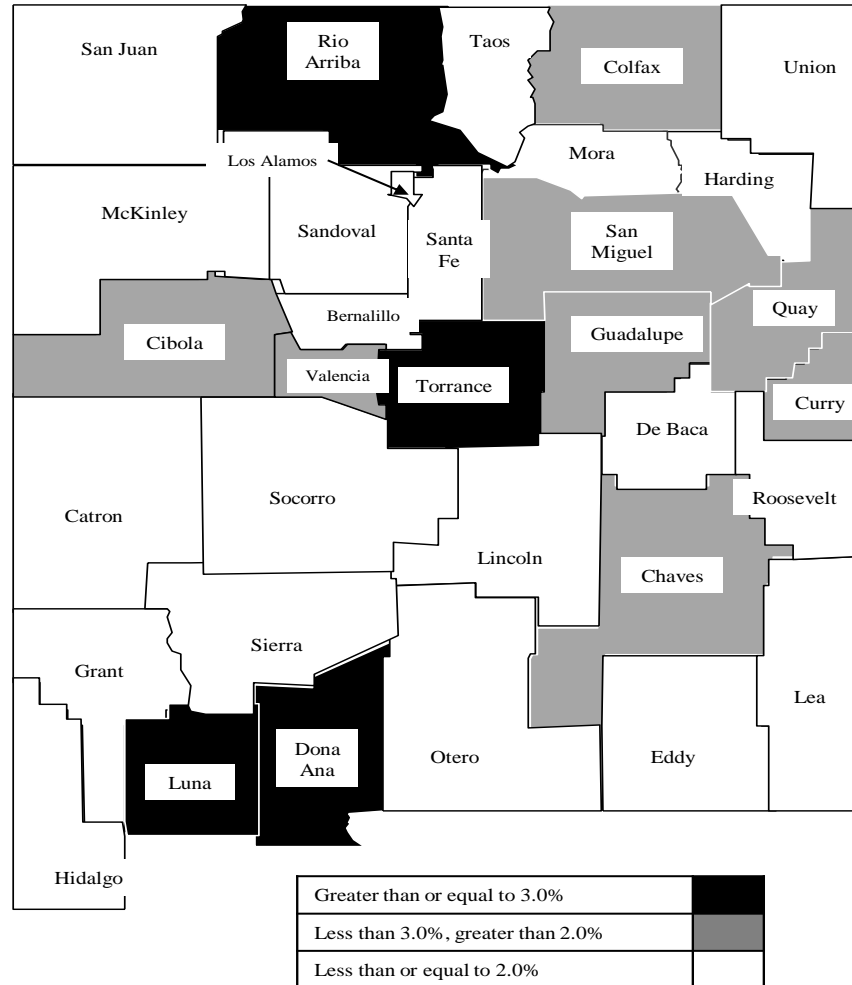 San Juan
Rio
Arriba
Taos
Colfax
Union
Los Alamos
Mora
Harding
McKinley
Sandoval
Santa
Fe
San
Miguel
Quay
Bernalillo
Cibola
Guadalupe
Valencia
Torrance
Curry
De Baca
Socorro
Roosevelt
Catron
Lincoln
Chaves
Sierra
Grant
Lea
Dona
Ana
Otero
Eddy
Luna
Hidalgo
Greater than or equal to 3.0%
Less than 3.0%, greater than 2.0%
Less than or equal to 2.0%